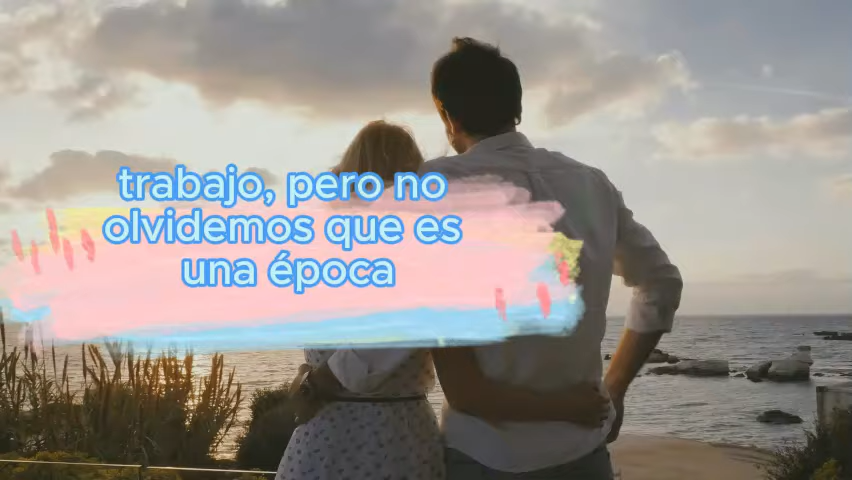 trabajo, pero no
olvidemos que es
una época